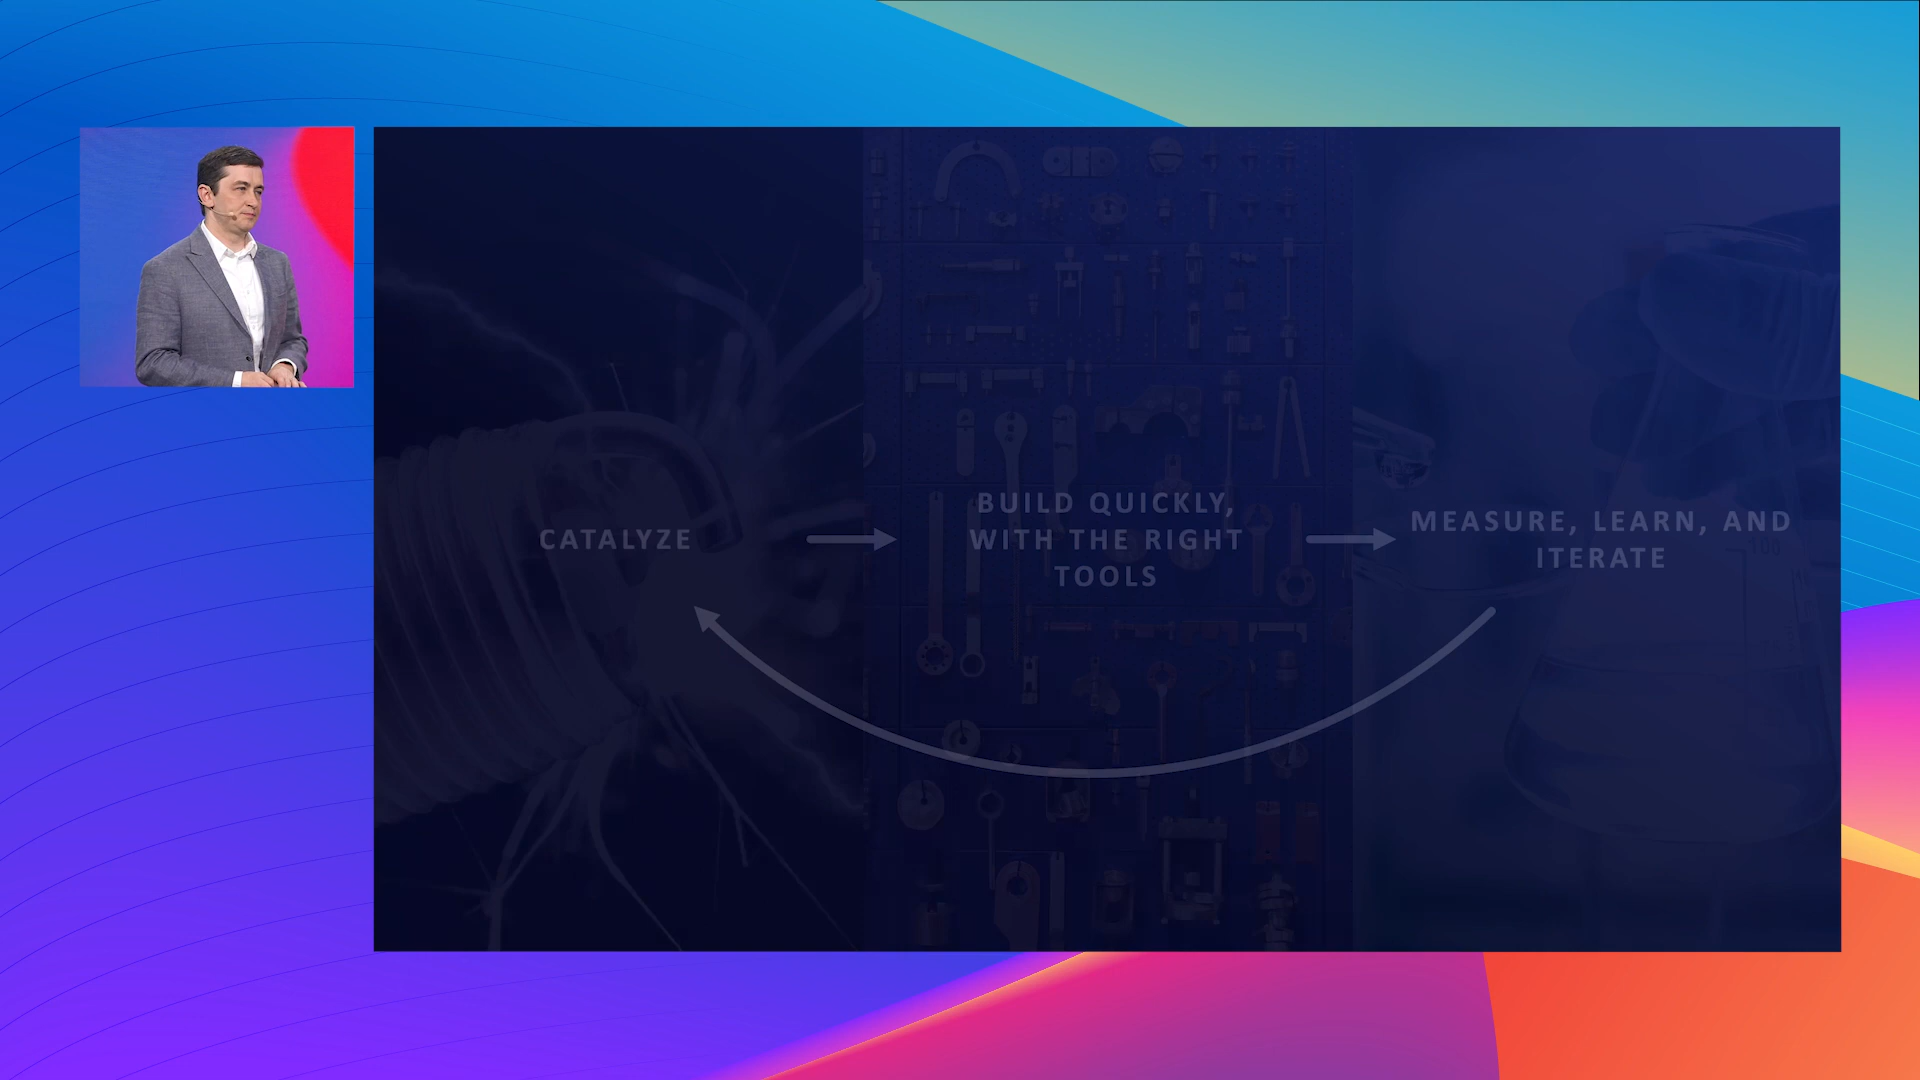 CATALYZE
BUILD QUICKLY,
WITH THE RIGHT
TOOLS
MEASURE, LEARN, AND
ITERATE